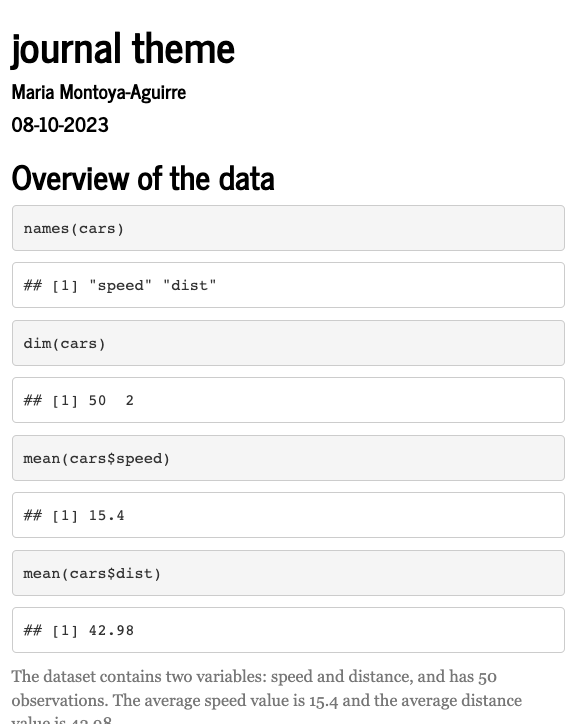 journal theme
Maria Montoya-Aguirre
08-10-2023
Overview of the data
names(cars)
## [1] "speed" "dist"
dim(cars)
## [1] 50  2
mean(cars$speed)
## [1] 15.4
mean(cars$dist)
## [1] 42.98
The dataset contains two variables: speed and distance, and has 50
observations. The average speed value is 15.4 and the average distance
value is 42.98